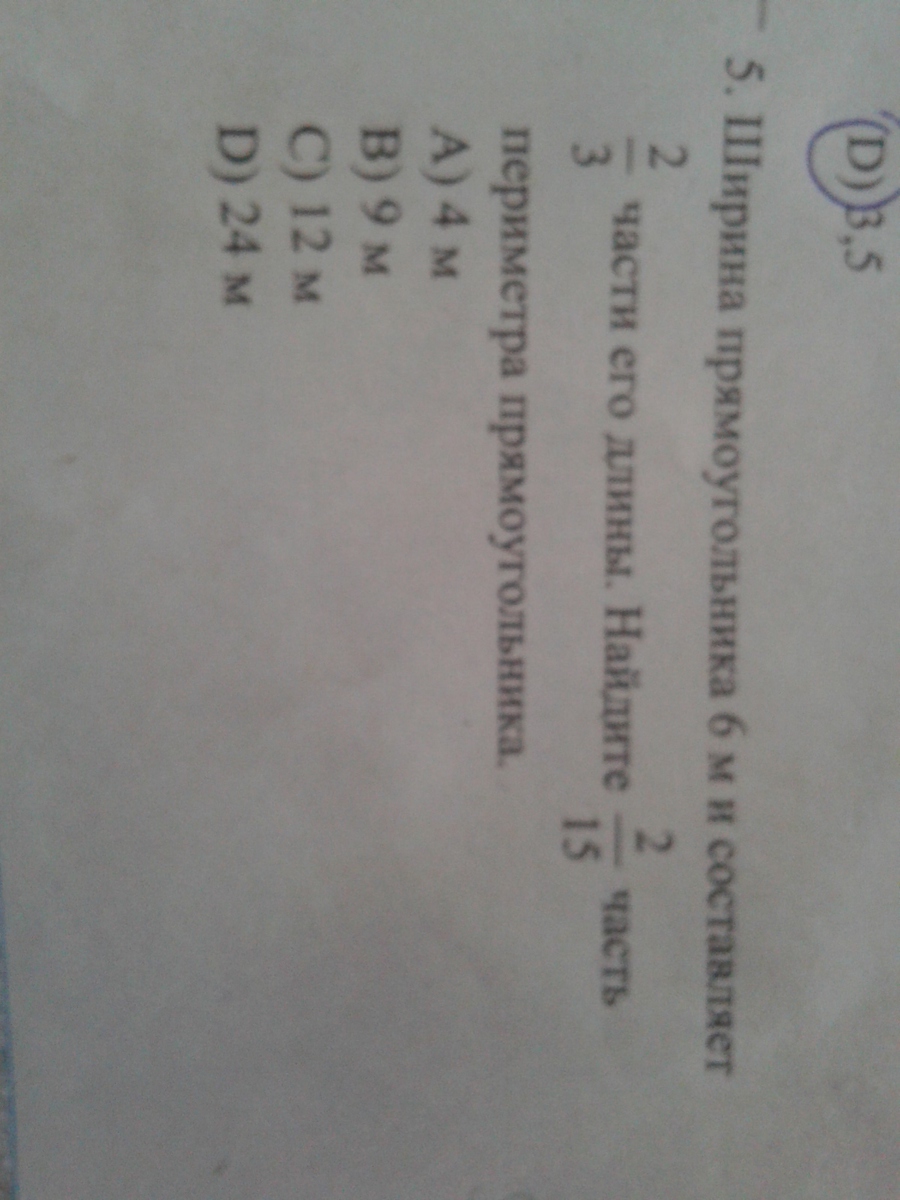 D) 3,5
5. Ширина прямоугольника 6 м и составляет
2/3 части его длины. Найдите 2/15 часть
периметра прямоугольника.
A) 4 м
B) 9 м
C) 12 м
D) 24 м